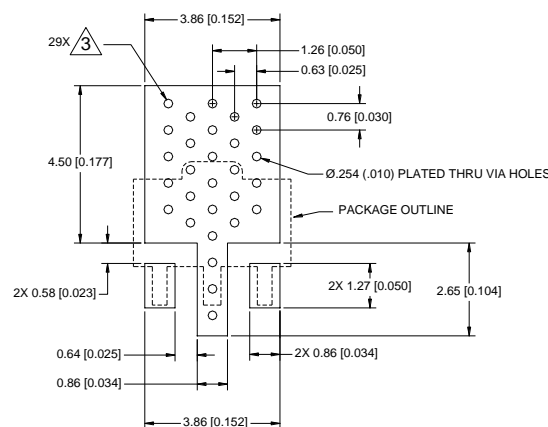 3.86 [0.152]
29X 3
1.26 [0.050]
0.63 [0.025]
0.76 [0.030]
4.50 [0.177]
Ø.254 (.010) PLATED THRU VIA HOLES
PACKAGE OUTLINE
2X 0.58 [0.023]
2X 1.27 [0.050]
2.65 [0.104]
0.64 [0.025]
2X 0.86 [0.034]
0.86 [0.034]
3.86 [0.152]